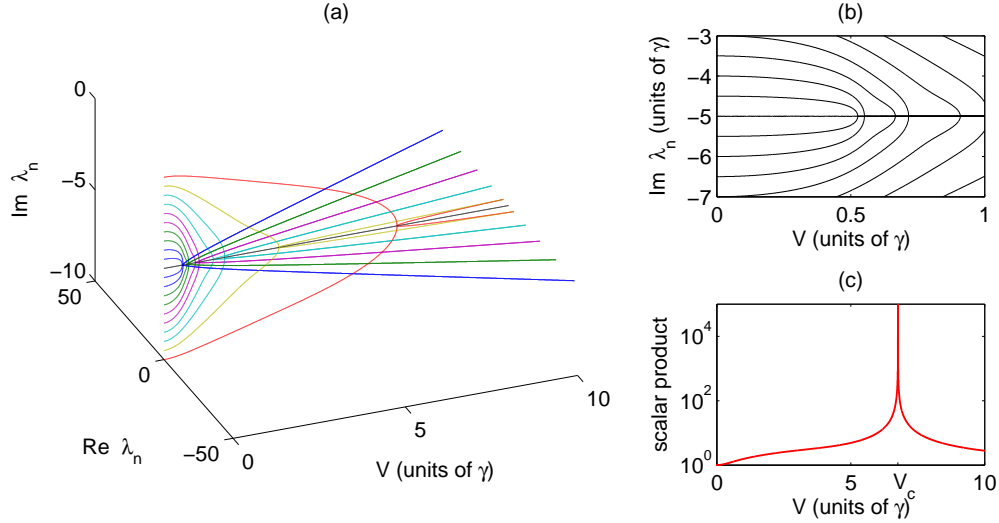 (a)
0
−5
−10
Im λn
50
0
−50
Re λn
0
5
10
V (units of γ)
(b)
−3
−4
−5
−6
−7
Im λn (units of γ)
0
0.5
1
V (units of γ)
(c)
10^4
10^2
10^0
scalar product
0
5
Vc
10
V (units of γ)